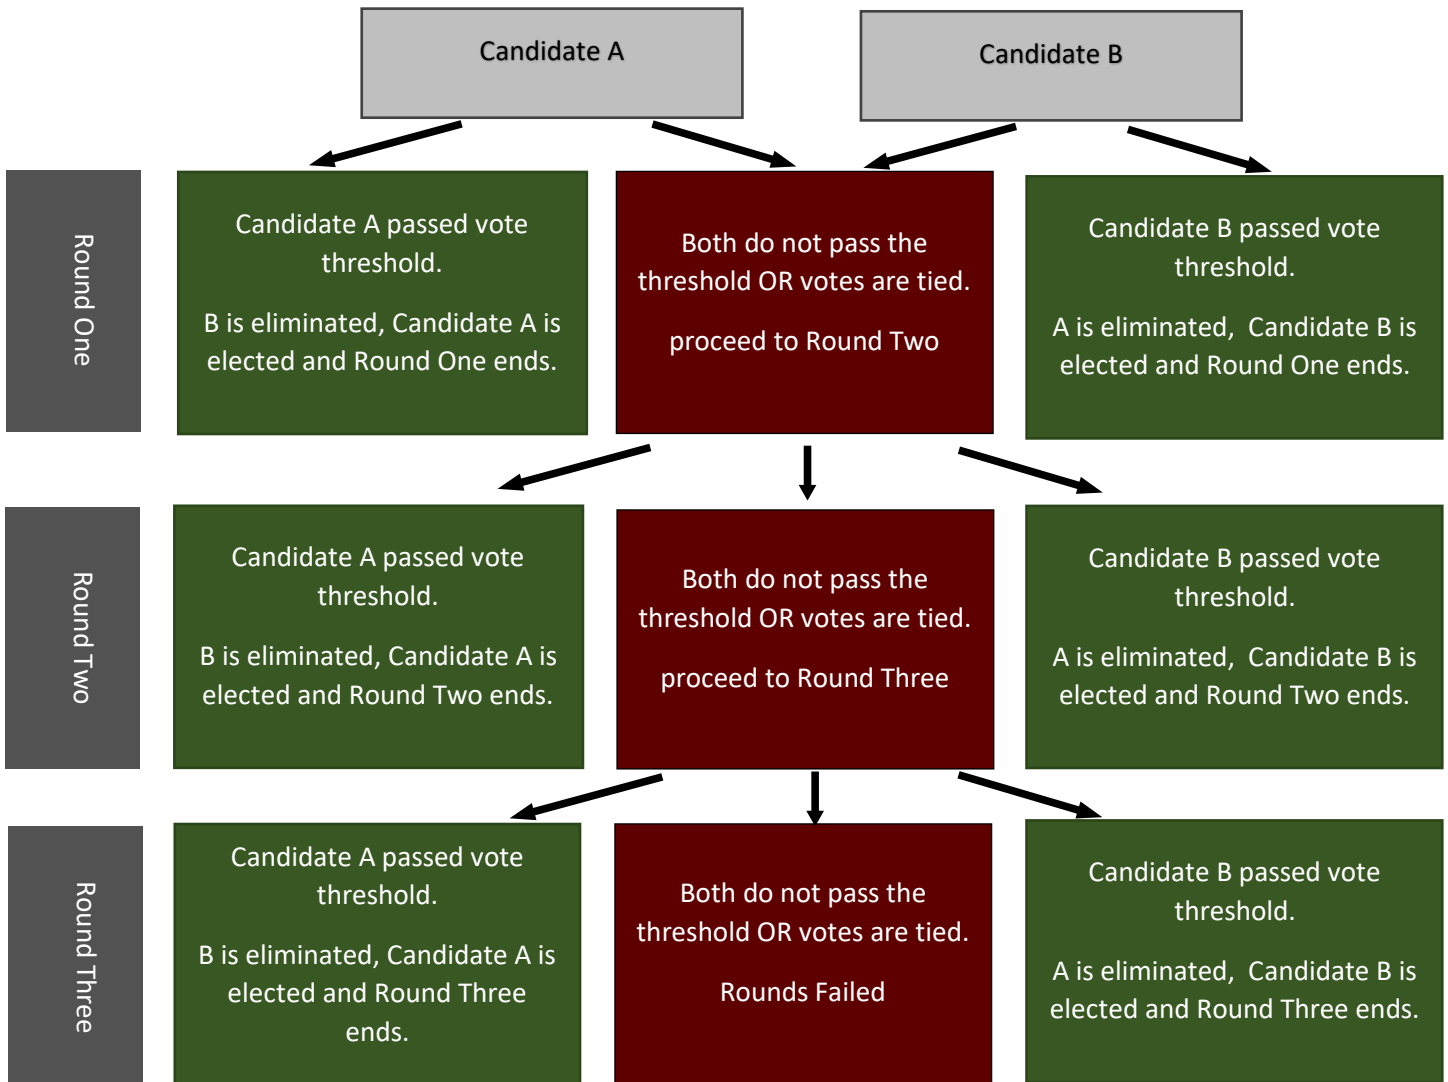 Candidate A
Candidate B
Round One
Candidate A passed vote
threshold.
B is eliminated, Candidate A is
elected and Round One ends.
Both do not pass the
threshold OR votes are tied.
proceed to Round Two
Candidate B passed vote
threshold.
A is eliminated,  Candidate B is
elected and Round One ends.
Round Two
Candidate A passed vote
threshold.
B is eliminated, Candidate A is
elected and Round Two ends.
Both do not pass the
threshold OR votes are tied.
proceed to Round Three
Candidate B passed vote
threshold.
A is eliminated,  Candidate B is
elected and Round Two ends.
Round Three
Candidate A passed vote
threshold.
B is eliminated, Candidate A is
elected and Round Three
ends.
Both do not pass the
threshold OR votes are tied.
Rounds Failed
Candidate B passed vote
threshold.
A is eliminated,  Candidate B is
elected and Round Three ends.